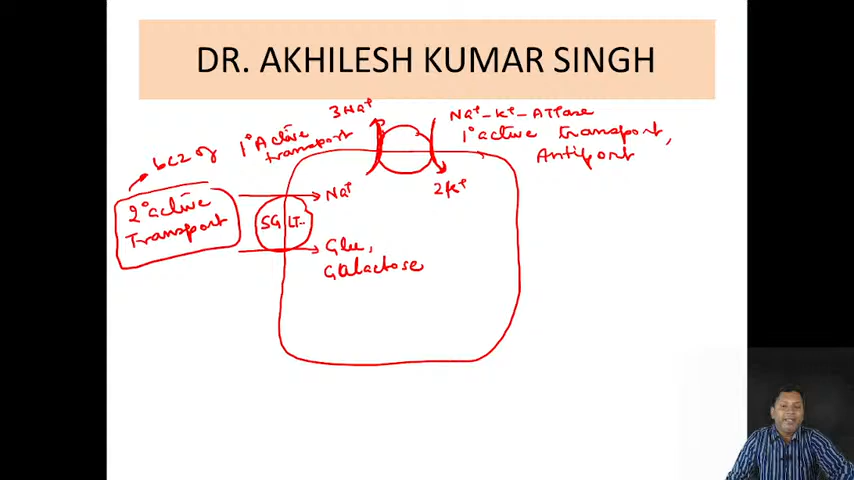 DR. AKHILESH KUMAR SINGH
3Na+
Na+-K+-ATPase
1° active transport,
Antiport
bcz of 1° Active
transport
2K+
2° active
Transport
SGLT-
Na+
Glu,
Galactose